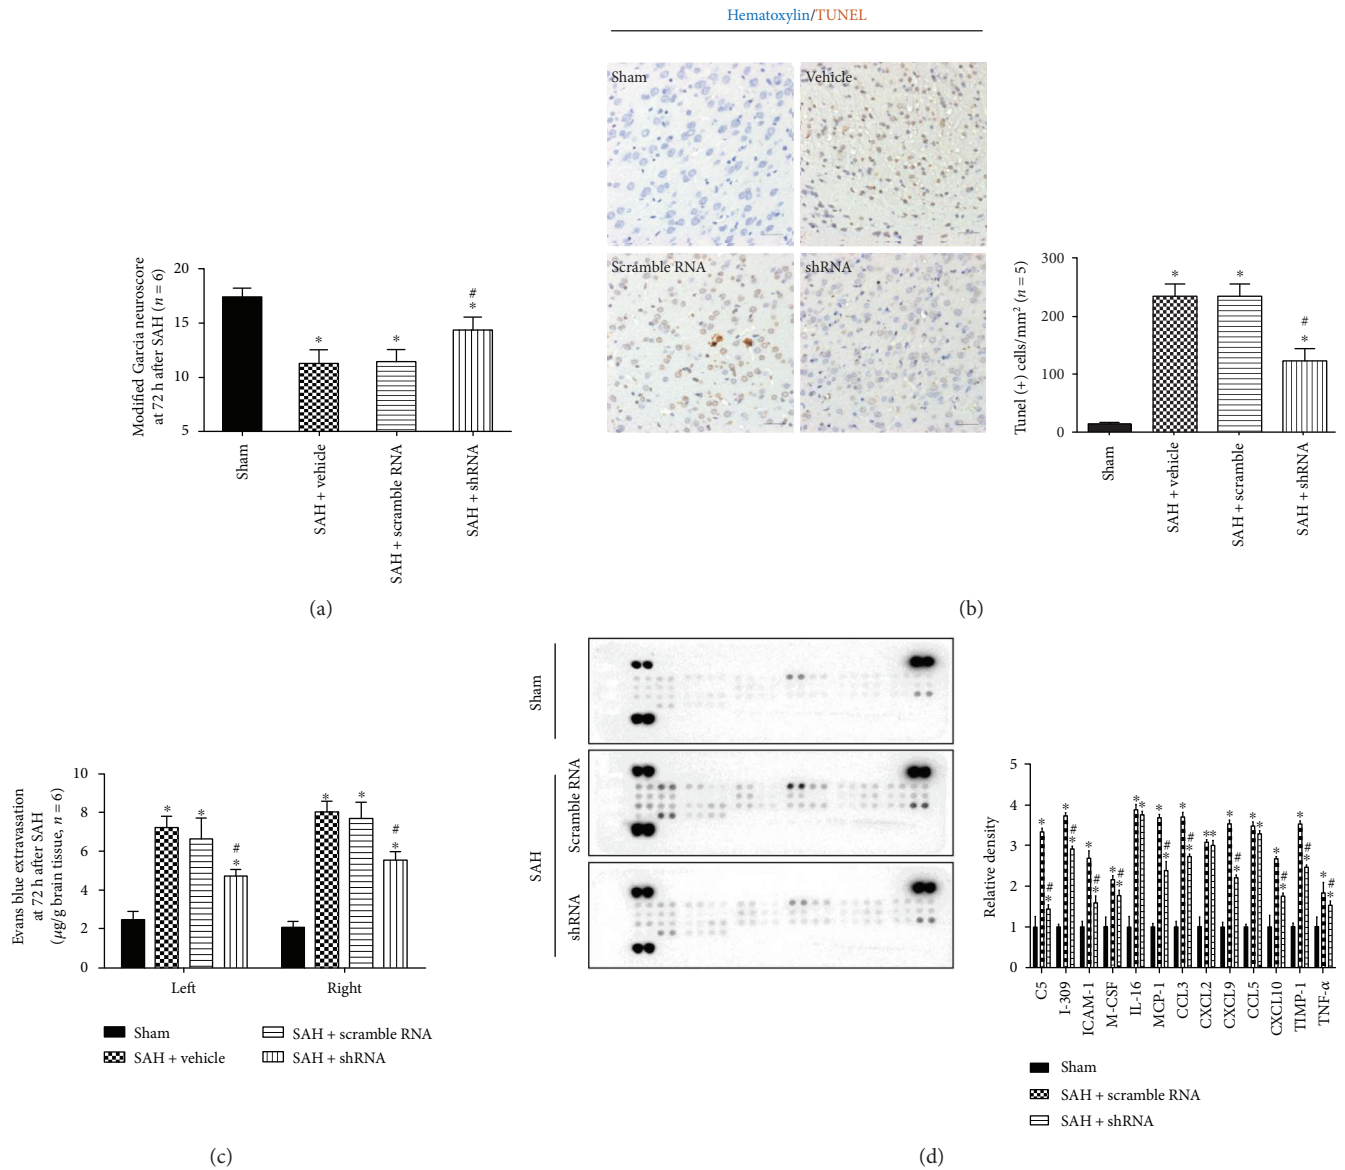 Hematoxylin/TUNEL
Sham
Vehicle
Scramble RNA
shRNA
Modified Garcia neuroscore
at 72 h after SAH (n = 6)
20
15
10
5
*
*
#
*
Sham
SAH + vehicle
SAH + scramble RNA
SAH + shRNA
(a)
Tunel (+) cells/mm² (n = 5)
300
200
100
0
*
*
#
*
Sham
SAH + vehicle
SAH + scramble
SAH + shRNA
(b)
Evans blue extravasation
at 72 h after SAH
(μg/g brain tissue, n = 6)
10
8
6
4
2
0
*
*
#
*
*
*
#
*
Left
Right
Sham
SAH + vehicle
SAH + scramble RNA
SAH + shRNA
(c)
Sham
Scramble RNA
SAH
shRNA
Relative density
5
4
3
2
1
0
*
#
*
*
#
*
*
#
*
*
#
*
*
*
*
#
*
*
#
*
**
*
#
*
*
*
*
#
*
*
#
*
*
#
*
C5
I-309
ICAM-1
M-CSF
IL-16
MCP-1
CCL3
CXCL2
CXCL9
CCL5
CXCL10
TIMP-1
TNF-α
Sham
SAH + scramble RNA
SAH + shRNA
(d)